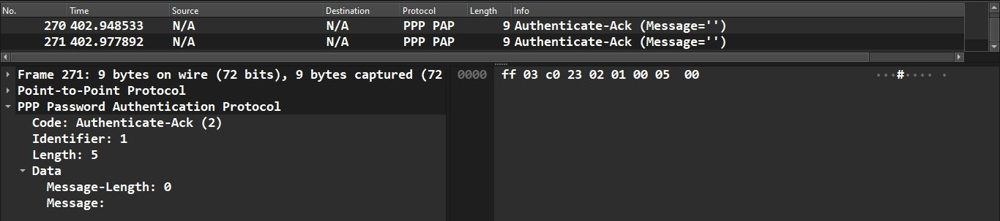 No. Time Source Destination Protocol Length Info
270 402.948533 N/A N/A PPP PAP 9 Authenticate-Ack (Message='')
271 402.977892 N/A N/A PPP PAP 9 Authenticate-Ack (Message='')
Frame 271: 9 bytes on wire (72 bits), 9 bytes captured (72
Point-to-Point Protocol
PPP Password Authentication Protocol
Code: Authenticate-Ack (2)
Identifier: 1
Length: 5
Data
Message-Length: 0
Message:
0000 ff 03 c0 23 02 01 00 05 00 ···#···· ·